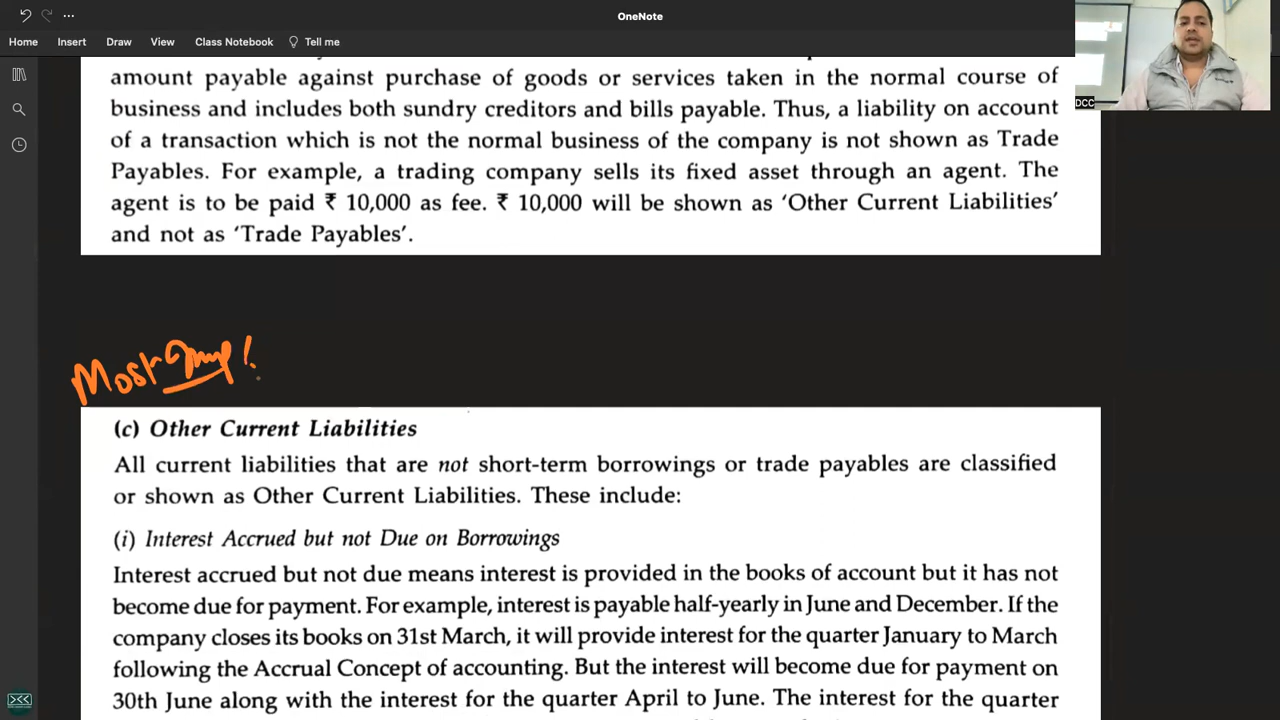 OneNote
Home Insert Draw View Class Notebook Tell me
DCC
amount payable against purchase of goods or services taken in the normal course of
business and includes both sundry creditors and bills payable. Thus, a liability on account
of a transaction which is not the normal business of the company is not shown as Trade
Payables. For example, a trading company sells its fixed asset through an agent. The
agent is to be paid ₹ 10,000 as fee. ₹ 10,000 will be shown as ‘Other Current Liabilities’
and not as ‘Trade Payables’.
Most Imp!
(c) Other Current Liabilities
All current liabilities that are not short-term borrowings or trade payables are classified
or shown as Other Current Liabilities. These include:
(i) Interest Accrued but not Due on Borrowings
Interest accrued but not due means interest is provided in the books of account but it has not
become due for payment. For example, interest is payable half-yearly in June and December. If the
company closes its books on 31st March, it will provide interest for the quarter January to March
following the Accrual Concept of accounting. But the interest will become due for payment on
30th June along with the interest for the quarter April to June. The interest for the quarter